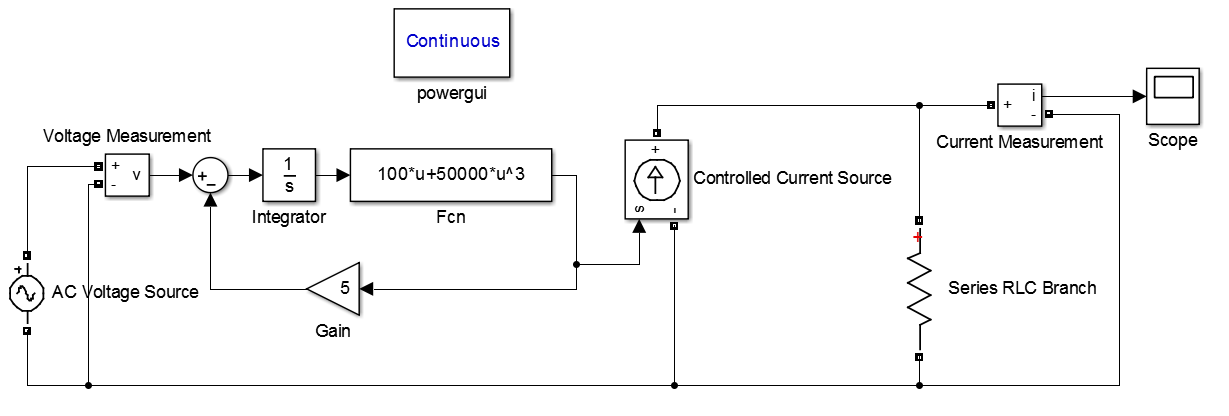 Continuous
powergui
Voltage Measurement
+
-
v
+
-
1
s
Integrator
100*u+50000*u^3
Fcn
5
Gain
+
AC Voltage Source
+
s
-
Controlled Current Source
+
i
-
Current Measurement
Scope
+
Series RLC Branch